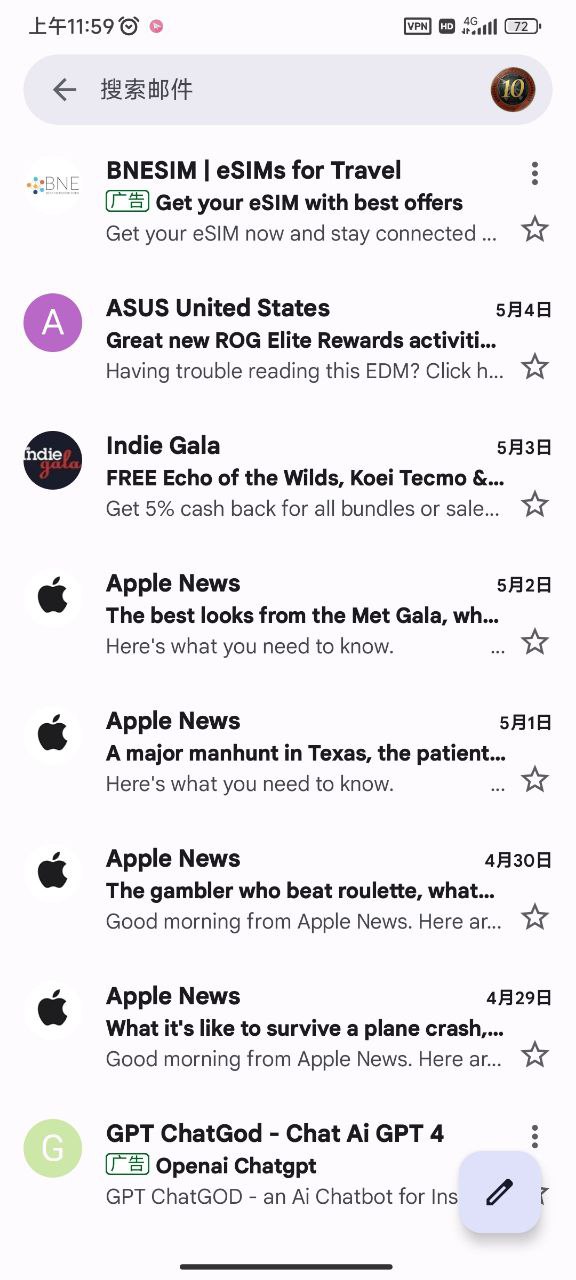 上午11:59
VPN HD 4G 72
搜索邮件
10
BNE
BNESIM | eSIMs for Travel
广告 Get your eSIM with best offers
Get your eSIM now and stay connected ...
A
ASUS United States 5月4日
Great new ROG Elite Rewards activiti...
Having trouble reading this EDM? Click h...
indie gala
Indie Gala 5月3日
FREE Echo of the Wilds, Koei Tecmo &...
Get 5% cash back for all bundles or sale...
Apple News 5月2日
The best looks from the Met Gala, wh...
Here's what you need to know. ...
Apple News 5月1日
A major manhunt in Texas, the patient...
Here's what you need to know. ...
Apple News 4月30日
The gambler who beat roulette, what...
Good morning from Apple News. Here ar...
Apple News 4月29日
What it's like to survive a plane crash,...
Good morning from Apple News. Here ar...
G
GPT ChatGod - Chat Ai GPT 4
广告 Openai Chatgpt
GPT ChatGOD - an Ai Chatbot for Ins